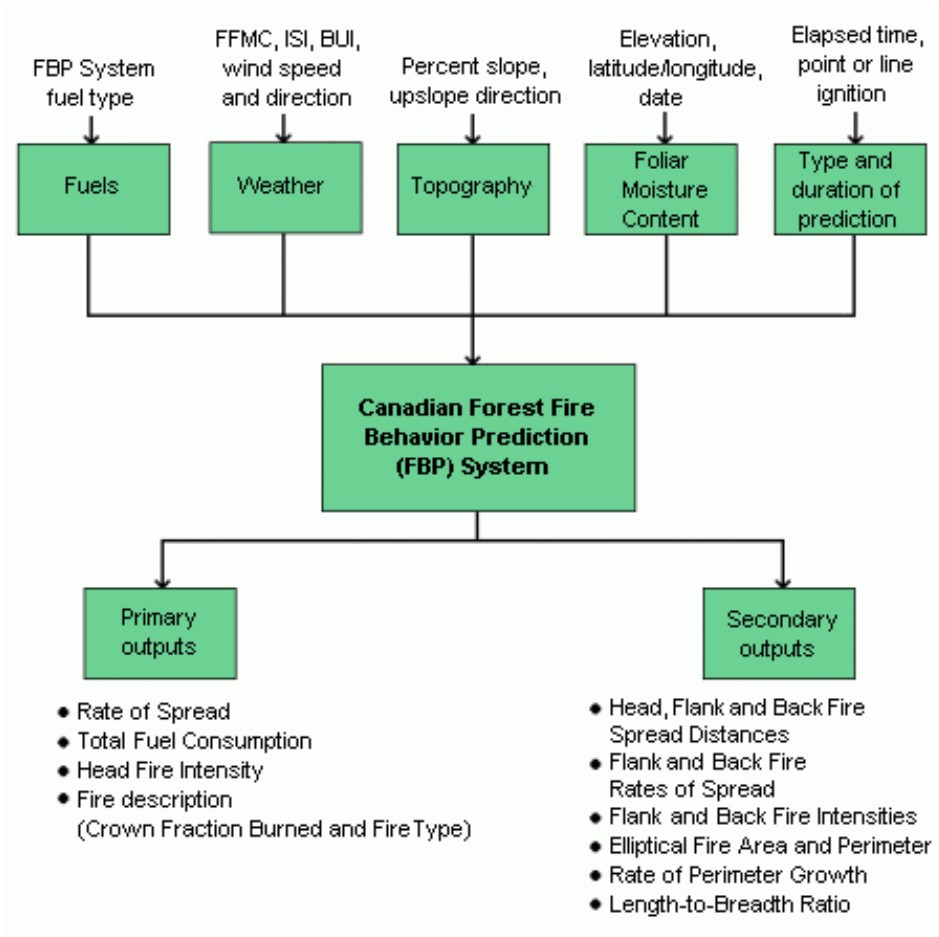 FBP System
fuel type
FFMC, ISI, BUI,
wind speed
and direction
Percent slope,
upslope direction
Elevation,
latitude/longitude,
date
Elapsed time,
point or line
ignition
Fuels
Weather
Topography
Foliar
Moisture
Content
Type and
duration of
prediction
Canadian Forest Fire
Behavior Prediction
(FBP) System
Primary
outputs
• Rate of Spread
• Total Fuel Consumption
• Head Fire Intensity
• Fire description
(Crown Fraction Burned and Fire Type)
Secondary
outputs
• Head, Flank and Back Fire
Spread Distances
• Flank and Back Fire
Rates of Spread
• Flank and Back Fire Intensities
• Elliptical Fire Area and Perimeter
• Rate of Perimeter Growth
• Length-to-Breadth Ratio